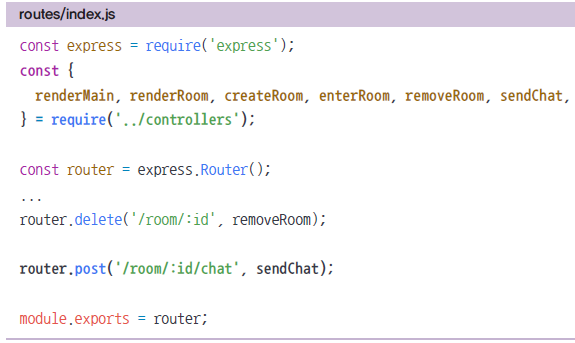 routes/index.js
const express = require('express');
const {
  renderMain, renderRoom, createRoom, enterRoom, removeRoom, sendChat,
} = require('../controllers');
const router = express.Router();
...
router.delete('/room/:id', removeRoom);
router.post('/room/:id/chat', sendChat);
module.exports = router;